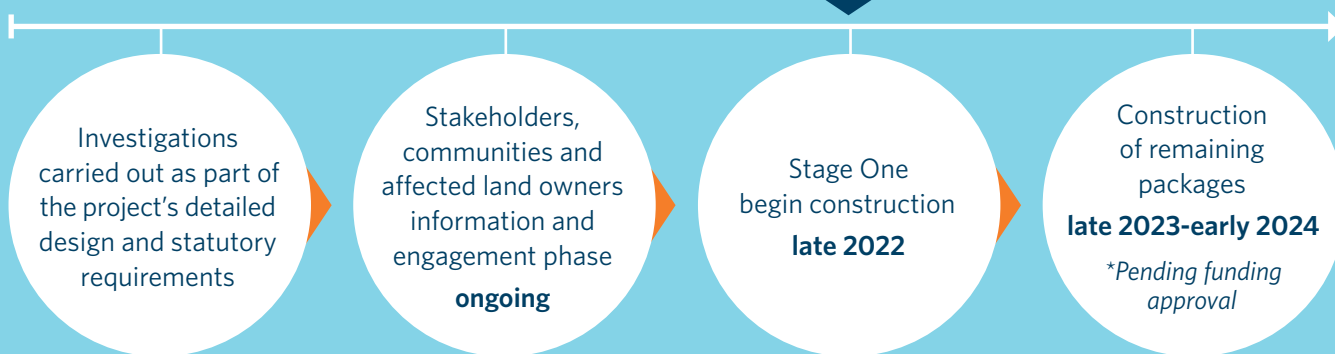 Investigations
carried out as part of
the project's detailed
design and statutory
requirements
Stakeholders,
communities and
affected land owners
information and
engagement phase
ongoing
Stage One
begin construction
late 2022
Construction
of remaining
packages
late 2023-early 2024
*Pending funding
approval